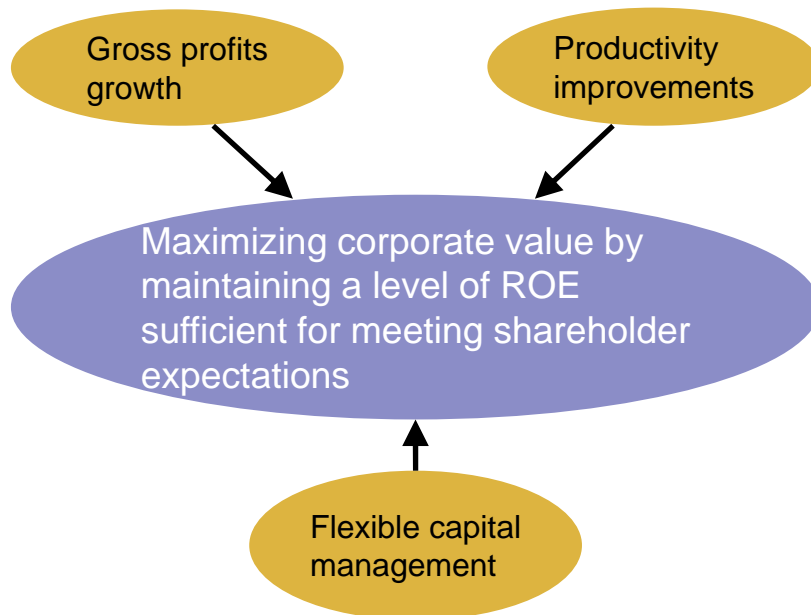 Gross profits
growth
Productivity
improvements
Maximizing corporate value by
maintaining a level of ROE
sufficient for meeting shareholder
expectations
Flexible capital
management